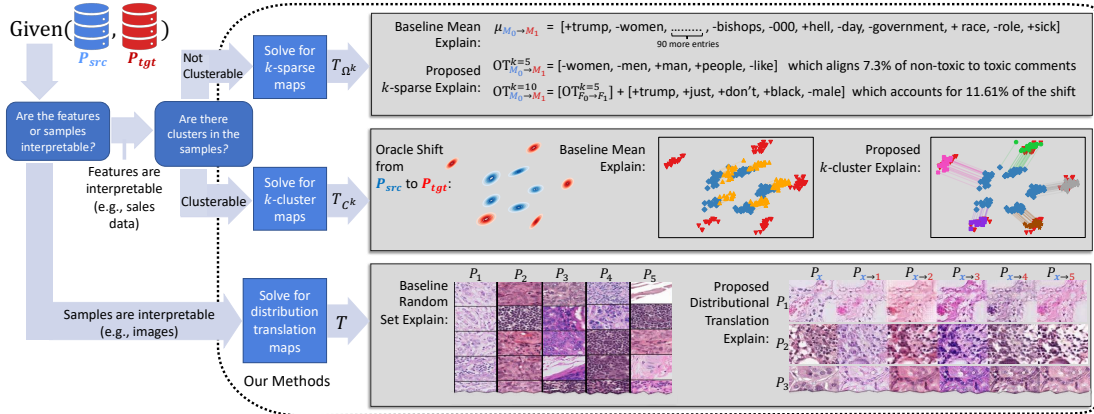 Given( , )
P_src P_tgt
Are the features
or samples
interpretable?
Are there
clusters in the
samples?
Features are
interpretable
(e.g., sales
data)
Not
Clusterable
Clusterable
Samples are interpretable
(e.g., images)
Solve for
k-sparse
maps
T_Ω^k
Solve for
k-cluster
maps
T_C^k
Solve for
distribution
translation
maps
T
Our Methods
Baseline Mean
Explain:
μ_M₀→M₁ = [+trump, -women, ........., -bishops, -000, +hell, -day, -government, + race, -role, +sick]
90 more entries
Proposed
k-sparse Explain:
OT^k=5_M₀→M₁ = [-women, -men, +man, +people, -like] which aligns 7.3% of non-toxic to toxic comments
OT^k=10_M₀→M₁ = [OT^k=5_F₀→F₁] + [+trump, +just, +don't, +black, -male] which accounts for 11.61% of the shift
Oracle Shift
from
P_src to P_tgt:
Baseline Mean
Explain:
Proposed
k-cluster Explain:
Baseline
Random
Set Explain:
P₁ P₂ P₃ P₄ P₅
Proposed
Distributional
Translation
Explain:
P_x P_x→1 P_x→2 P_x→3 P_x→4 P_x→5
P₁
P₂
P₃